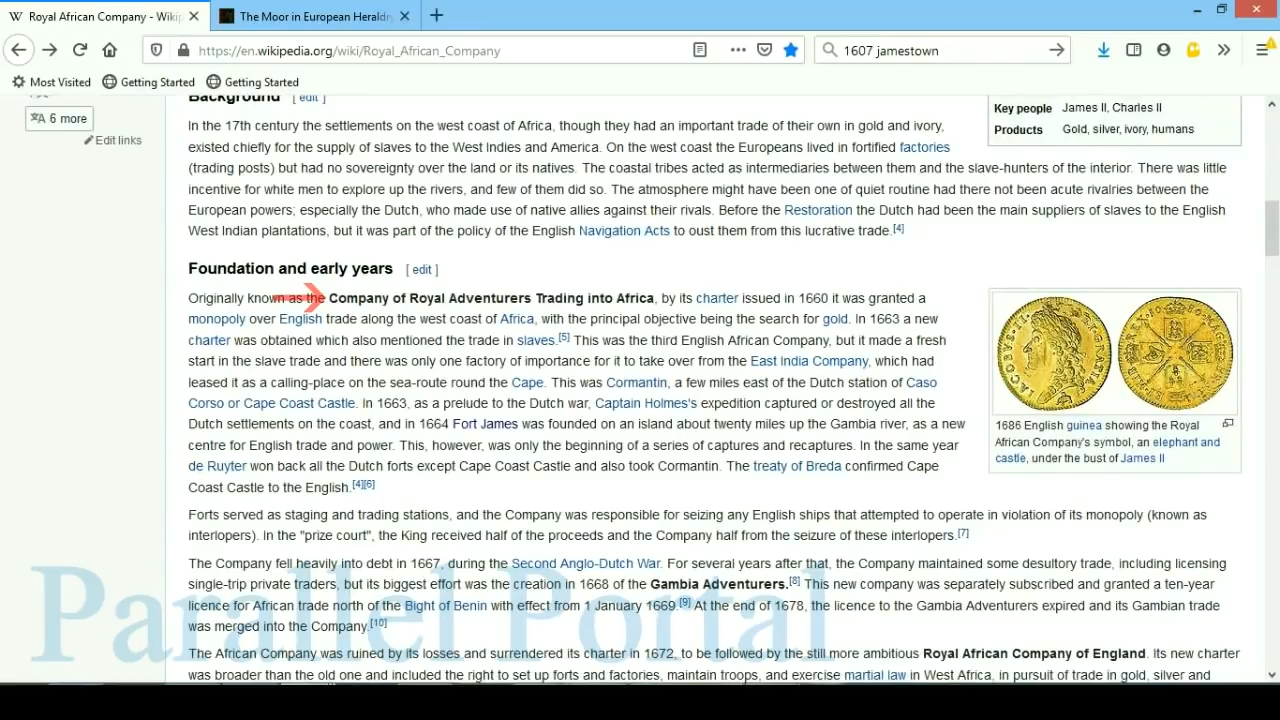 Royal African Company - Wikip
The Moor in European Heraldr
https://en.wikipedia.org/wiki/Royal_African_Company
1607 jamestown
Most Visited
Getting Started
Getting Started
6 more
Edit links
Background [ edit ]
Key people James II, Charles II
Products Gold, silver, ivory, humans
In the 17th century the settlements on the west coast of Africa, though they had an important trade of their own in gold and ivory,
existed chiefly for the supply of slaves to the West Indies and America. On the west coast the Europeans lived in fortified factories
(trading posts) but had no sovereignty over the land or its natives. The coastal tribes acted as intermediaries between them and the slave-hunters of the interior. There was little
incentive for white men to explore up the rivers, and few of them did so. The atmosphere might have been one of quiet routine had there not been acute rivalries between the
European powers; especially the Dutch, who made use of native allies against their rivals. Before the Restoration the Dutch had been the main suppliers of slaves to the English
West Indian plantations, but it was part of the policy of the English Navigation Acts to oust them from this lucrative trade.[4]
Foundation and early years [ edit ]
Originally known as the Company of Royal Adventurers Trading into Africa, by its charter issued in 1660 it was granted a
monopoly over English trade along the west coast of Africa, with the principal objective being the search for gold. In 1663 a new
charter was obtained which also mentioned the trade in slaves.[5] This was the third English African Company, but it made a fresh
start in the slave trade and there was only one factory of importance for it to take over from the East India Company, which had
leased it as a calling-place on the sea-route round the Cape. This was Cormantin, a few miles east of the Dutch station of Caso
Corso or Cape Coast Castle. In 1663, as a prelude to the Dutch war, Captain Holmes's expedition captured or destroyed all the
Dutch settlements on the coast, and in 1664 Fort James was founded on an island about twenty miles up the Gambia river, as a new
centre for English trade and power. This, however, was only the beginning of a series of captures and recaptures. In the same year
de Ruyter won back all the Dutch forts except Cape Coast Castle and also took Cormantin. The treaty of Breda confirmed Cape
Coast Castle to the English.[4][6]
1686 English guinea showing the Royal
African Company's symbol, an elephant and
castle, under the bust of James II
Forts served as staging and trading stations, and the Company was responsible for seizing any English ships that attempted to operate in violation of its monopoly (known as
interlopers). In the "prize court", the King received half of the proceeds and the Company half from the seizure of these interlopers.[7]
The Company fell heavily into debt in 1667, during the Second Anglo-Dutch War. For several years after that, the Company maintained some desultory trade, including licensing
single-trip private traders, but its biggest effort was the creation in 1668 of the Gambia Adventurers.[8] This new company was separately subscribed and granted a ten-year
licence for African trade north of the Bight of Benin with effect from 1 January 1669.[9] At the end of 1678, the licence to the Gambia Adventurers expired and its Gambian trade
was merged into the Company.[10]
Parallel Portal
The African Company was ruined by its losses and surrendered its charter in 1672, to be followed by the still more ambitious Royal African Company of England. Its new charter
was broader than the old one and included the right to set up forts and factories, maintain troops, and exercise martial law in West Africa, in pursuit of trade in gold, silver and